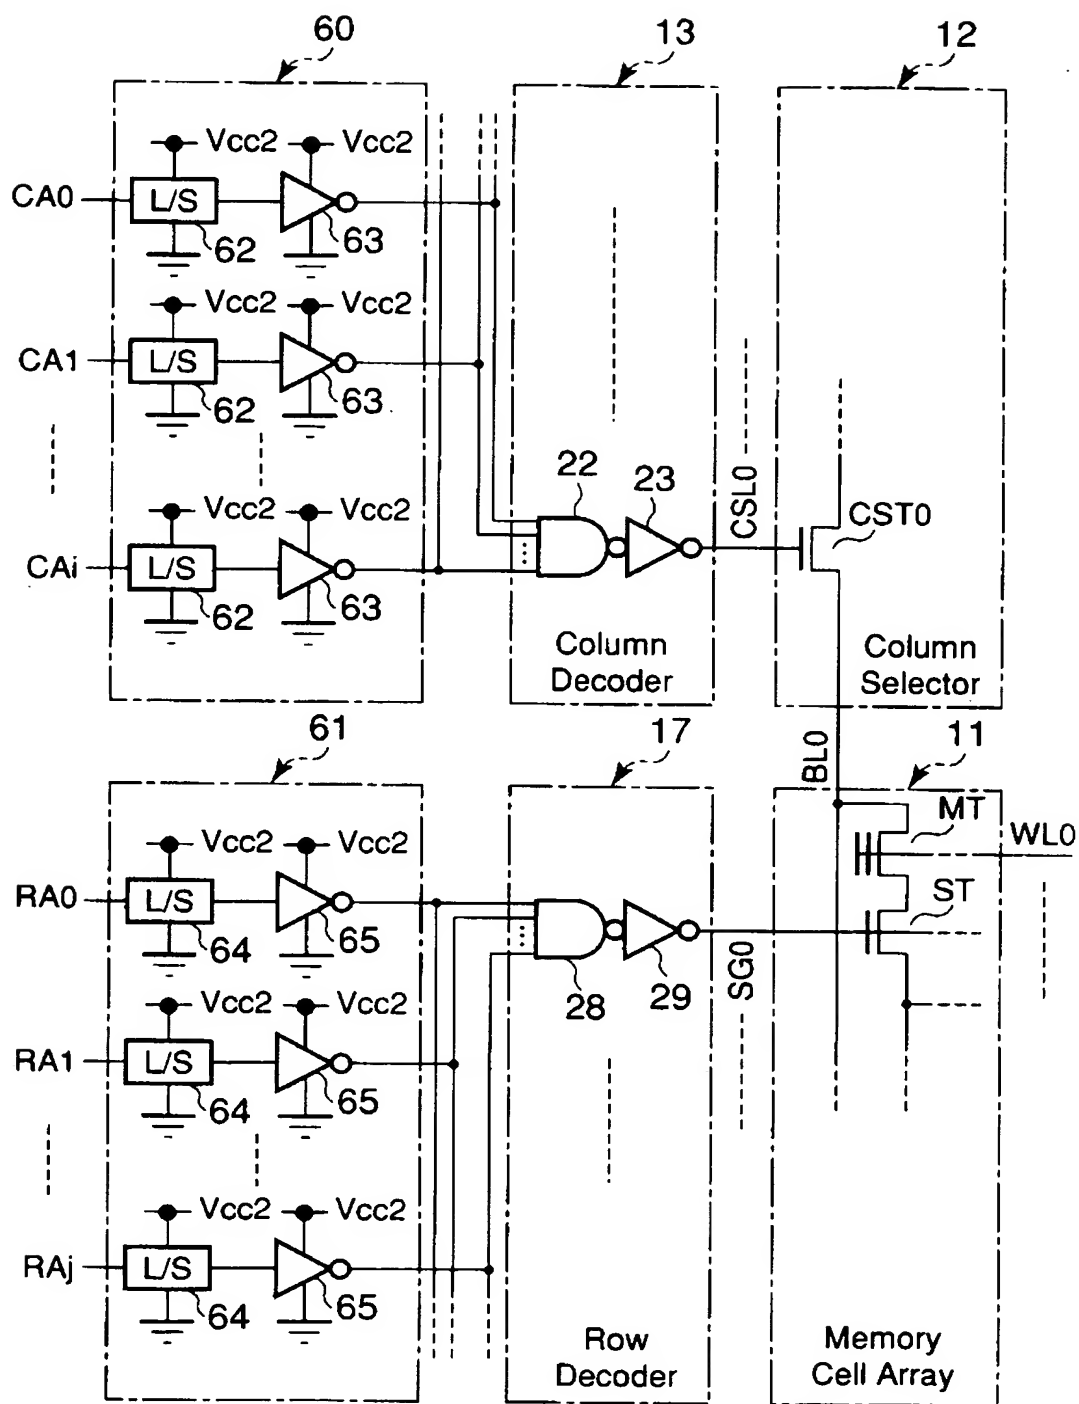 60
13
12
Vcc2
Vcc2
CA0
L/S
62
63
Vcc2
Vcc2
CA1
L/S
62
63
Vcc2
Vcc2
CAi
L/S
62
63
22
23
CSL0
CST0
Column
Decoder
Column
Selector
61
17
BL0
11
Vcc2
Vcc2
RA0
L/S
64
65
28
29
SG0
MT
WL0
ST
Vcc2
Vcc2
RA1
L/S
64
65
Vcc2
Vcc2
RAj
L/S
64
65
Row
Decoder
Memory
Cell Array